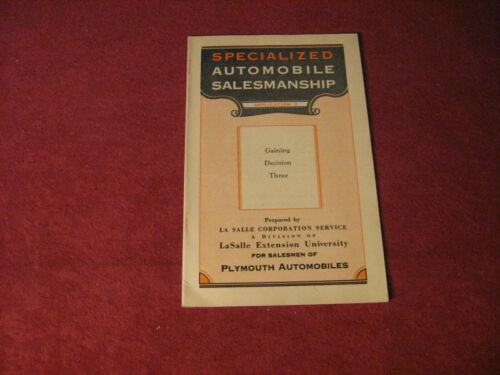 SPECIALIZED
AUTOMOBILE
SALESMANSHIP
Gaining
Decision
Three
Prepared by
LA SALLE CORPORATION SERVICE
A DIVISION OF
LaSalle Extension University
FOR SALESMEN OF
PLYMOUTH AUTOMOBILES